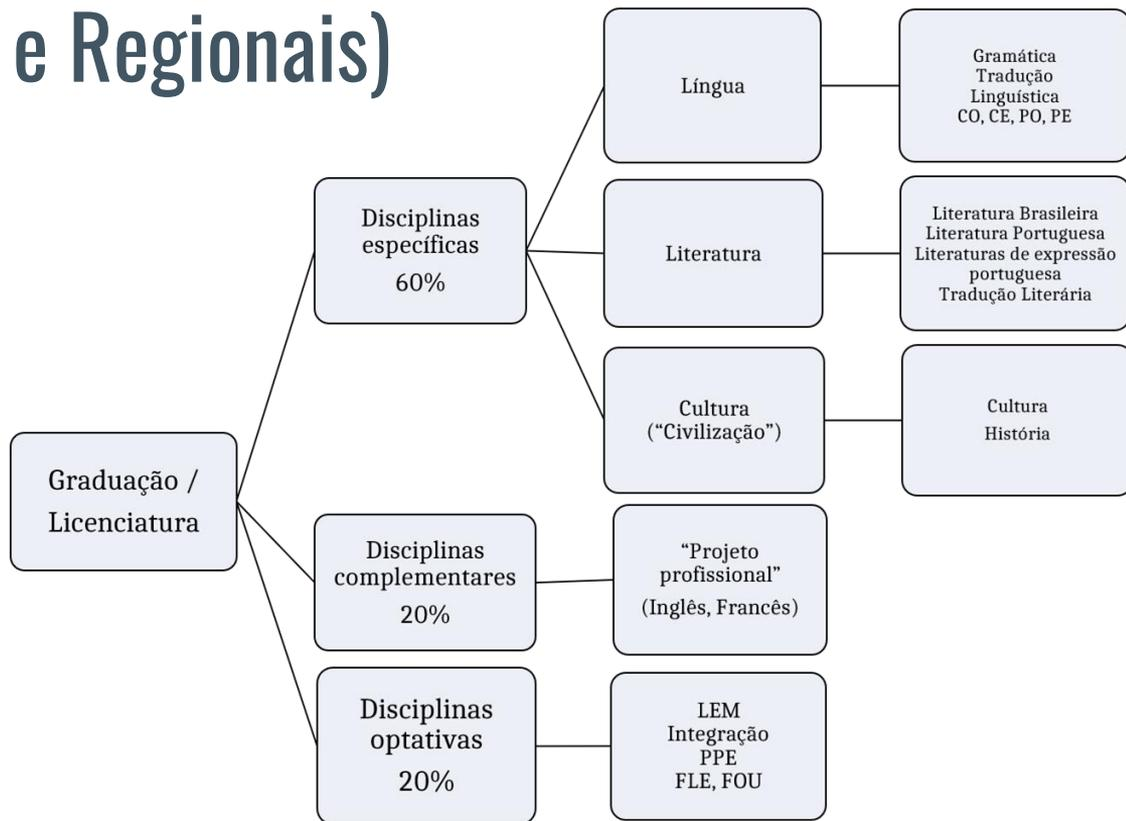 e Regionais)
Língua
Gramática
Tradução
Linguística
CO, CE, PO, PE
Disciplinas
específicas
60%
Literatura
Literatura Brasileira
Literatura Portuguesa
Literaturas de expressão
portuguesa
Tradução Literária
Cultura
(“Civilização”)
Cultura
História
Graduação /
Licenciatura
Disciplinas
complementares
20%
“Projeto
profissional”
(Inglês, Francês)
Disciplinas
optativas
20%
LEM
Integração
PPE
FLE, FOU